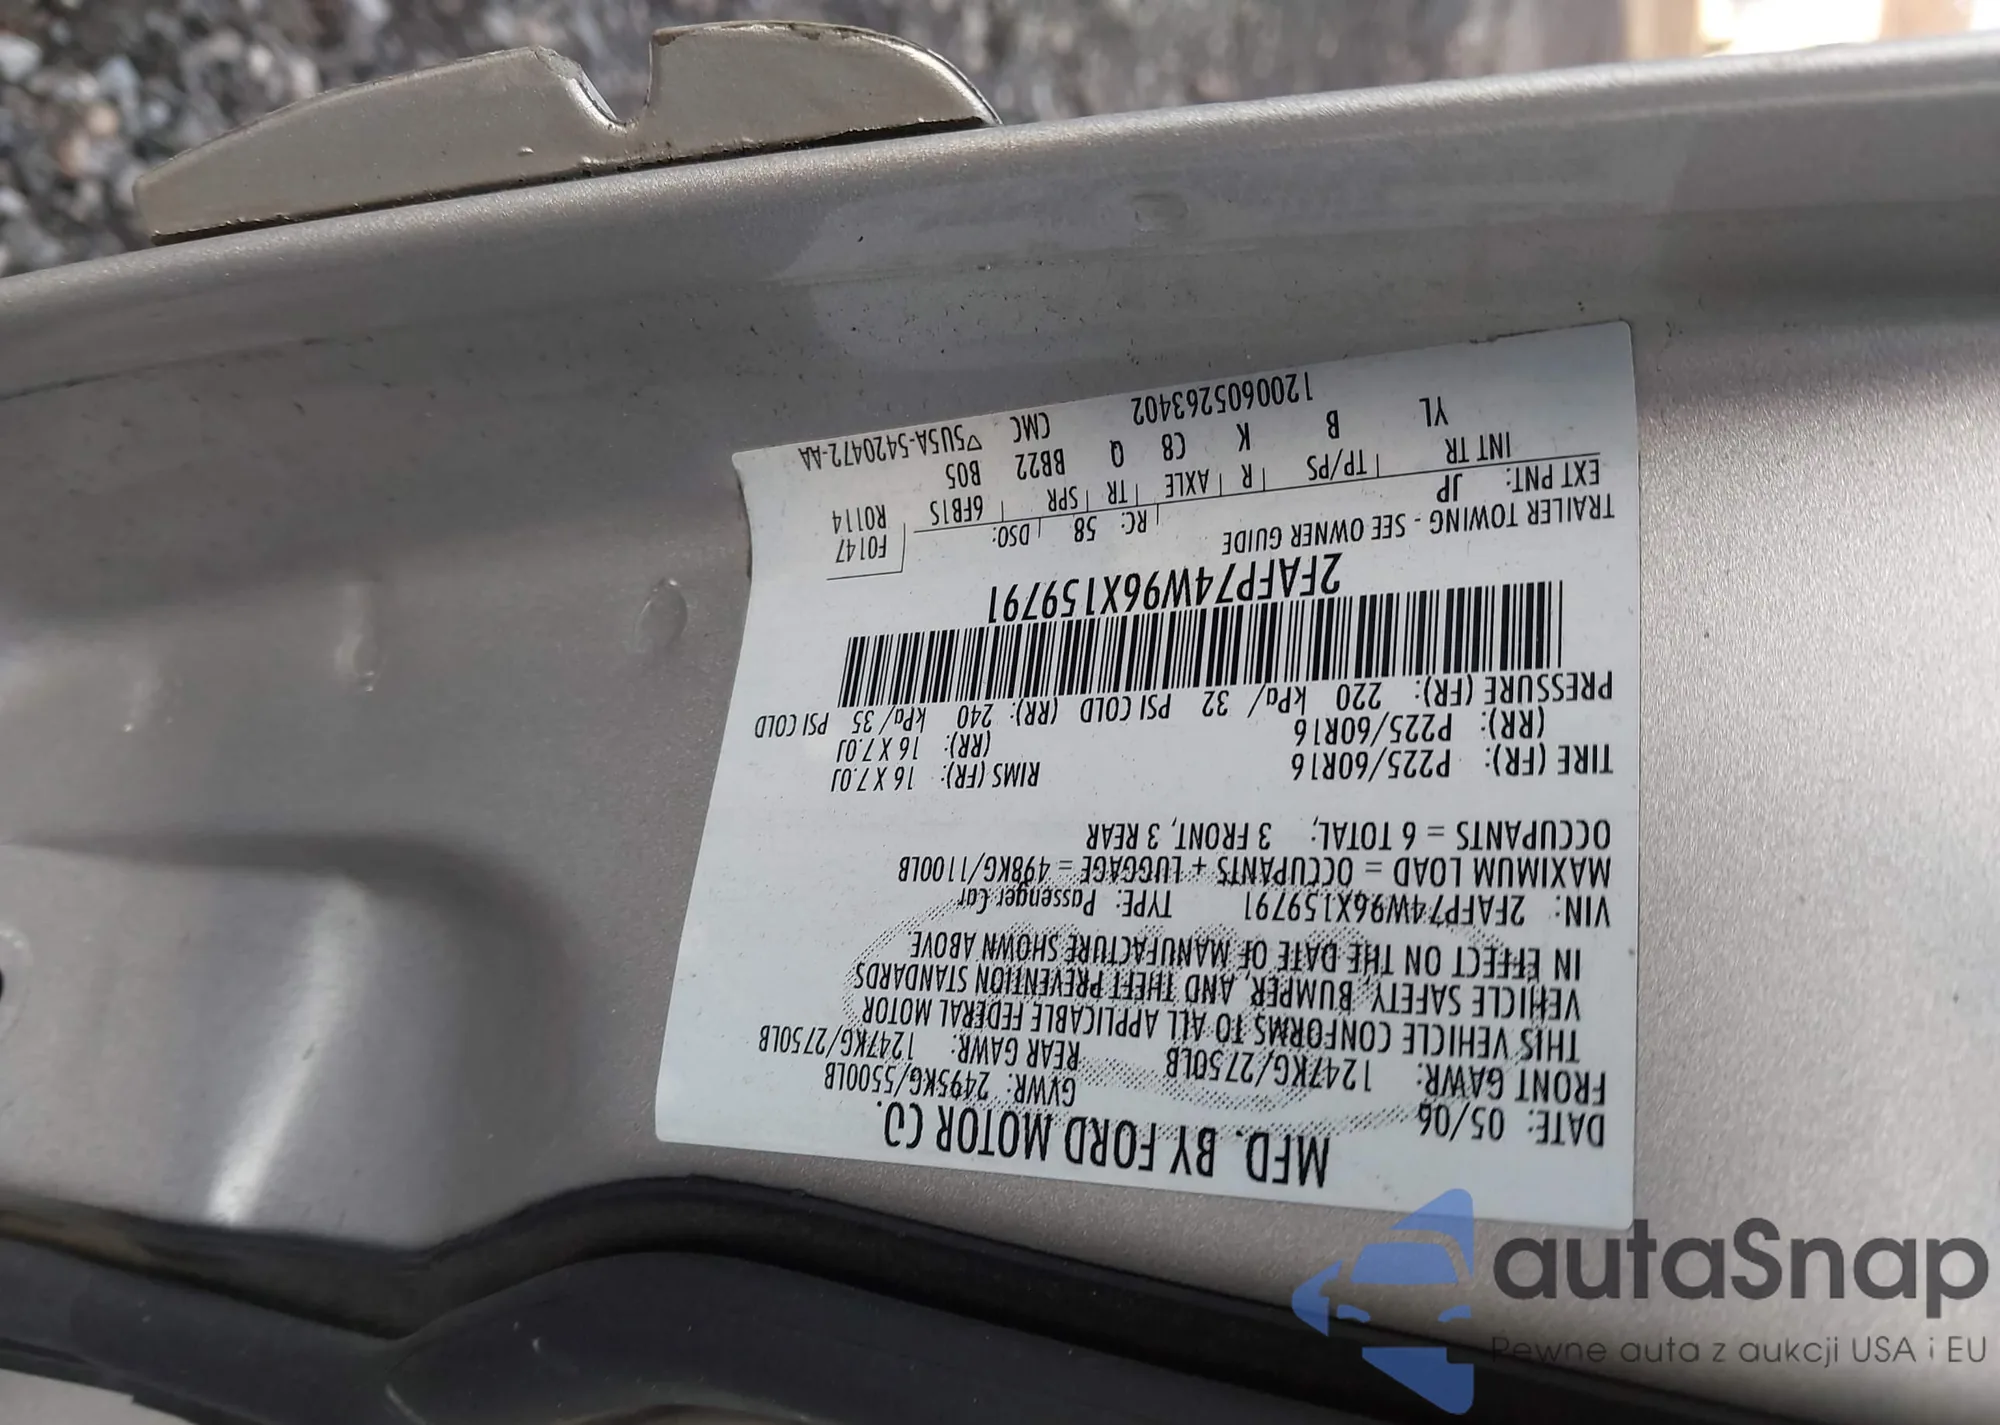 MFD. BY FORD MOTOR CO.
DATE: 05/06 GVWR: 2495KG/5500LB
FRONT GAWR: 1247KG/2750LB REAR GAWR: 1247KG/2750LB
THIS VEHICLE CONFORMS TO ALL APPLICABLE FEDERAL MOTOR
VEHICLE SAFETY, BUMPER, AND THEFT PREVENTION STANDARDS
IN EFFECT ON THE DATE OF MANUFACTURE SHOWN ABOVE.
VIN: 2FAFP74W96X159791 TYPE: Passenger Car
MAXIMUM LOAD = OCCUPANTS + LUGGAGE = 498KG/1100LB
OCCUPANTS = 6 TOTAL; 3 FRONT, 3 REAR
TIRE (FR): P225/60R16 RIMS (FR): 16 X 7.0J
(RR): P225/60R16 (RR): 16 X 7.0J
PRESSURE (FR): 220 kPa/ 32 PSI COLD (RR): 240 kPa/ 35 PSI COLD
2FAFP74W96X159791
TRAILER TOWING - SEE OWNER GUIDE
F0147
EXT PNT: JP RC: 58 DSO: 6FB1S R0114
INT TR TP/PS R AXLE TR SPR B05
YL B K C8 Q BB22
1200605263402 CMC ▽5U5A-5420472-AA
autaSnap
Pewne auta z aukcji USA i EU